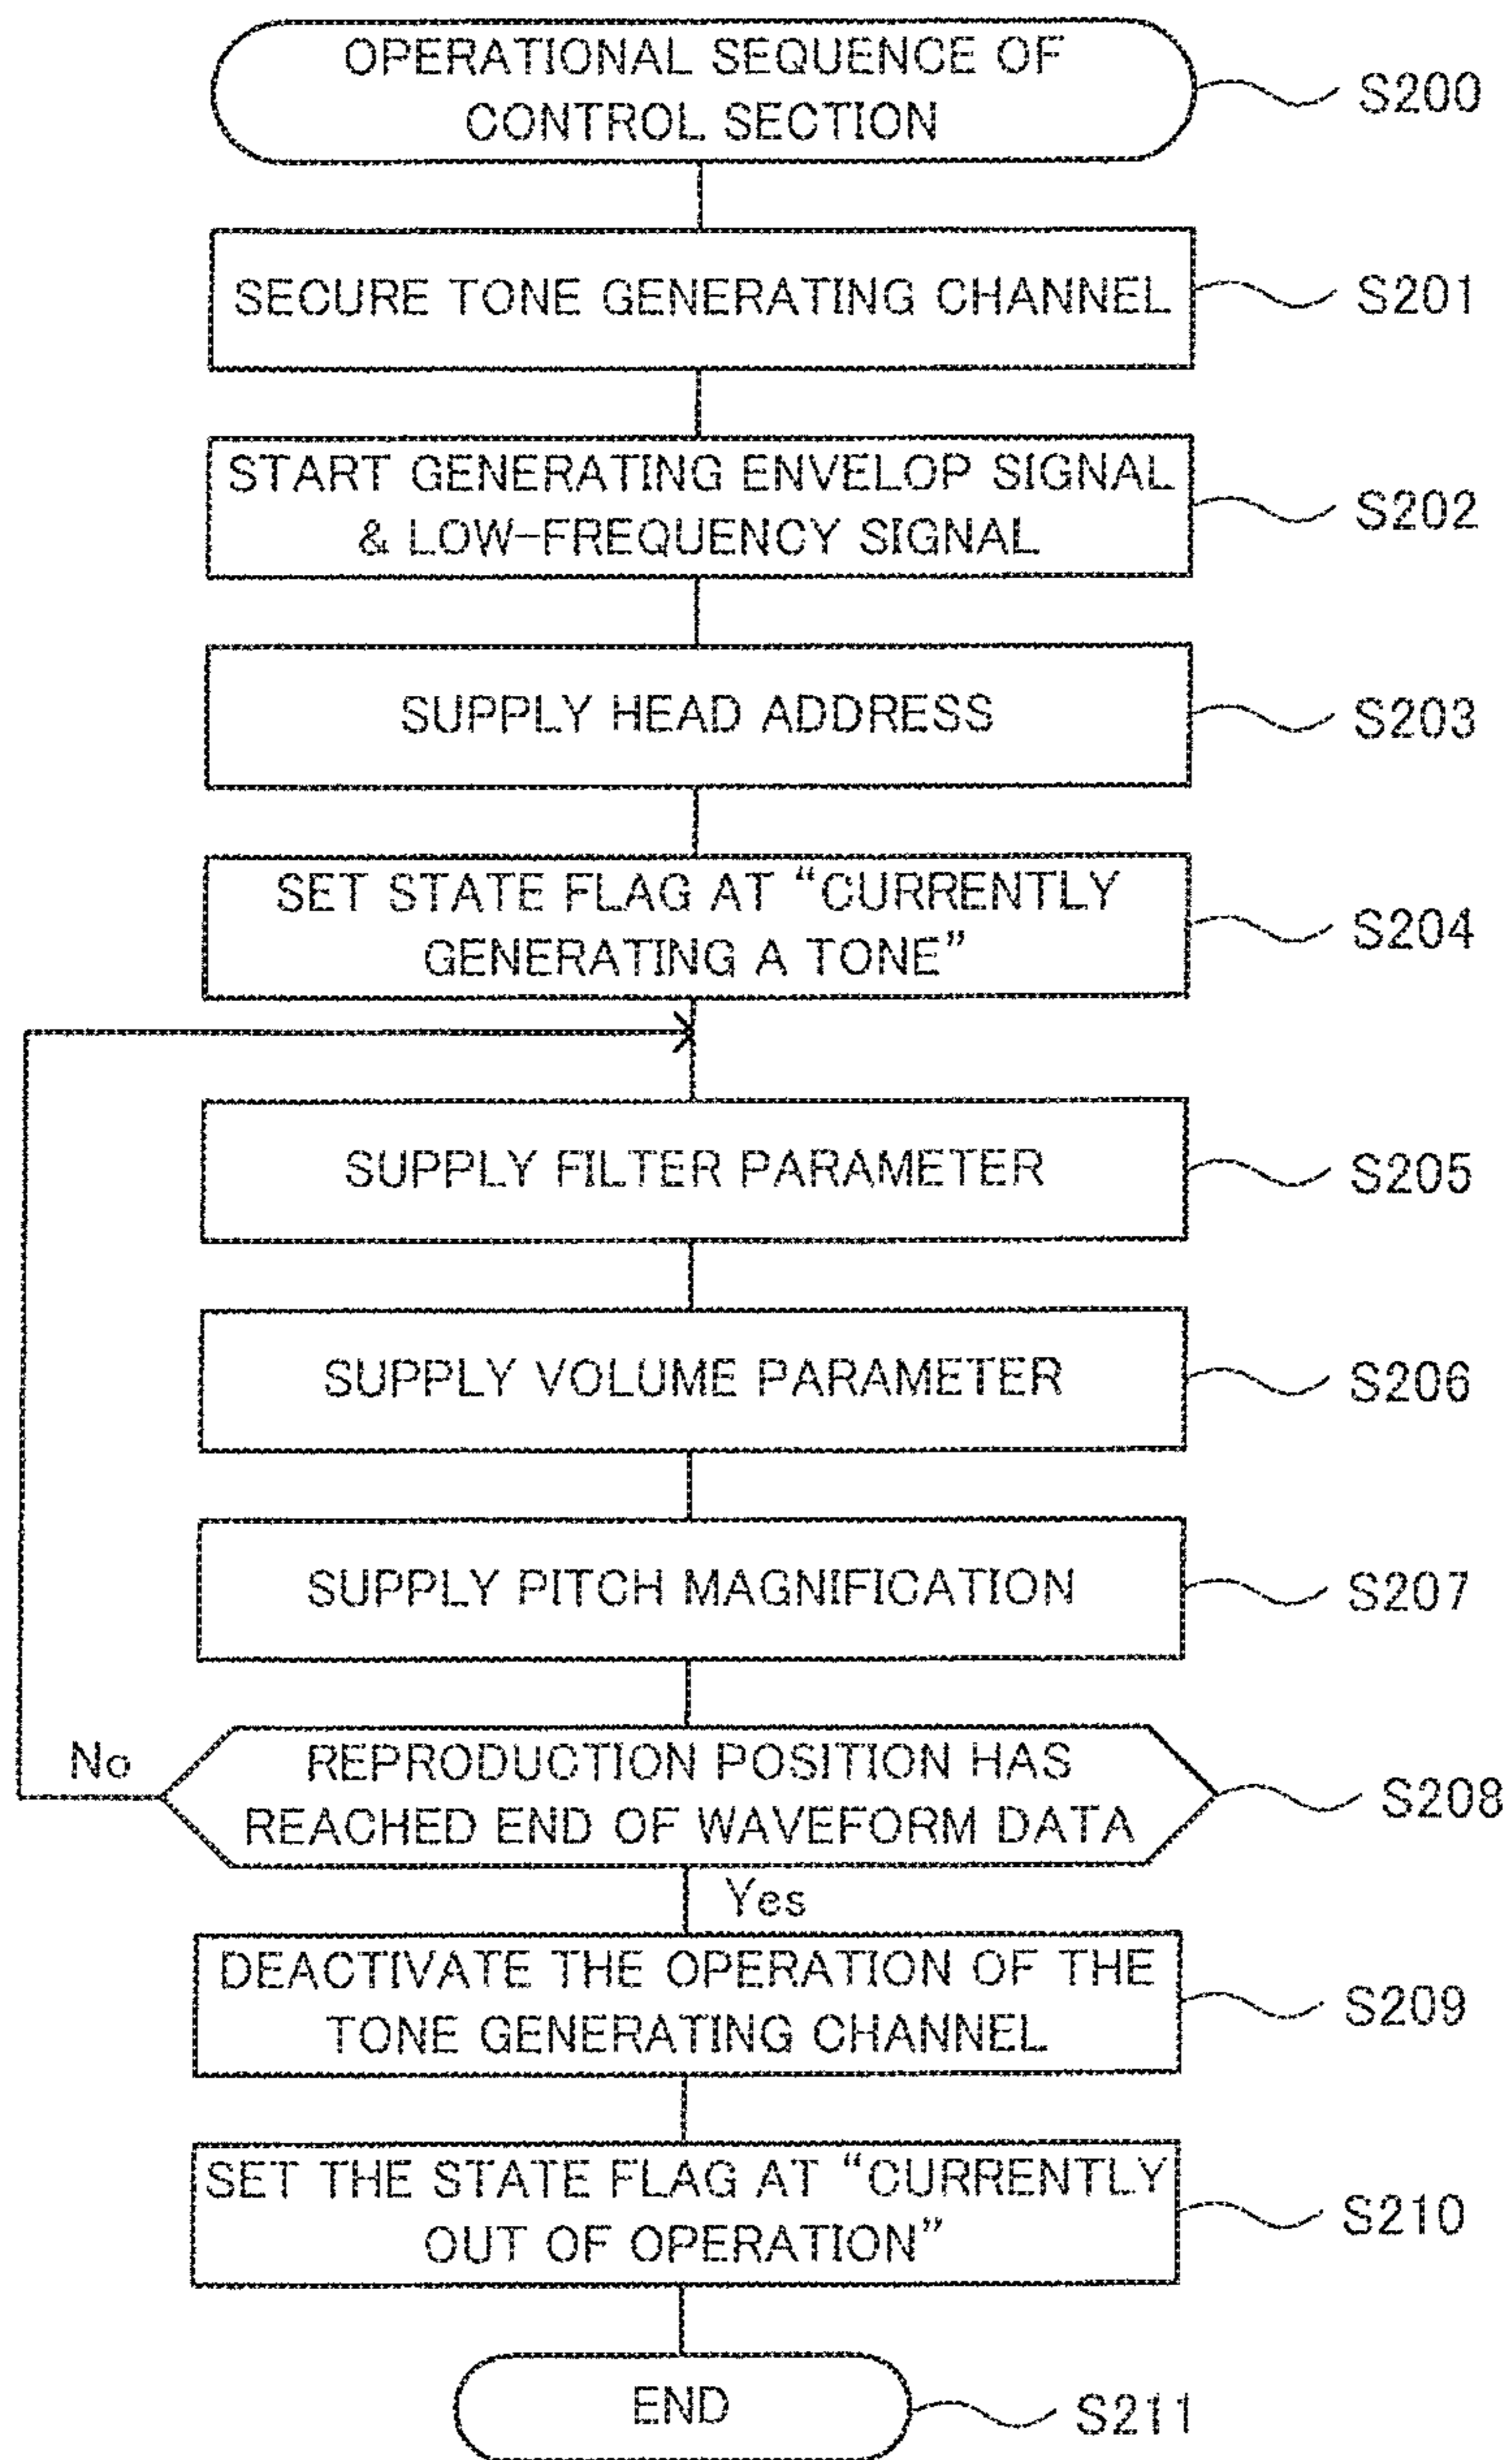 OPERATIONAL SEQUENCE OF
CONTROL SECTION
S200
SECURE TONE GENERATING CHANNEL
S201
START GENERATING ENVELOP SIGNAL
& LOW-FREQUENCY SIGNAL
S202
SUPPLY HEAD ADDRESS
S203
SET STATE FLAG AT “CURRENTLY
GENERATING A TONE”
S204
SUPPLY FILTER PARAMETER
S205
SUPPLY VOLUME PARAMETER
S206
SUPPLY PITCH MAGNIFICATION
S207
No
REPRODUCTION POSITION HAS
REACHED END OF WAVEFORM DATA
S208
Yes
DEACTIVATE THE OPERATION OF THE
TONE GENERATING CHANNEL
S209
SET THE STATE FLAG AT “CURRENTLY
OUT OF OPERATION”
S210
END
S211